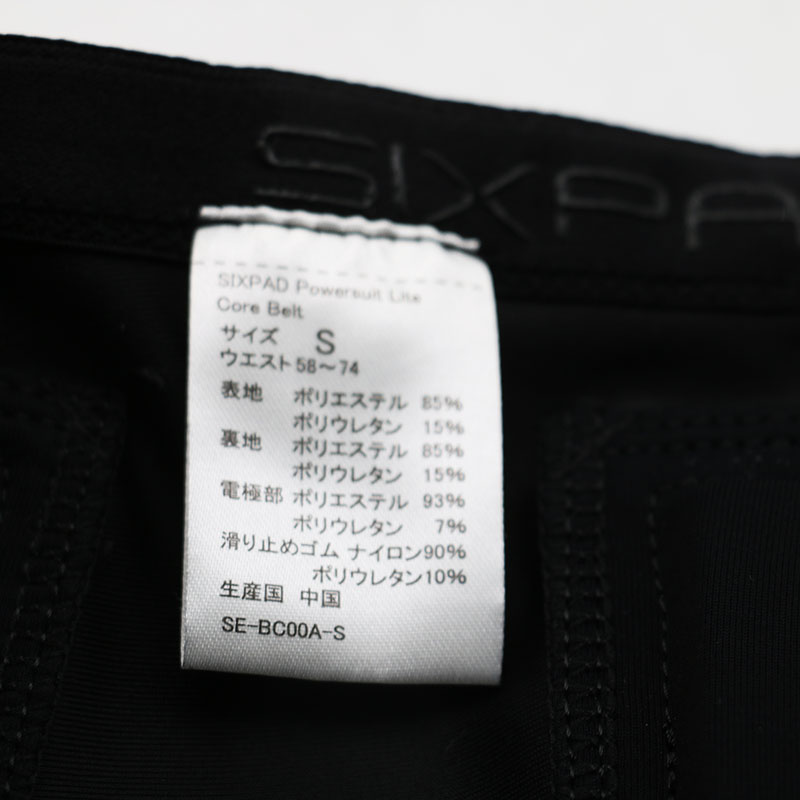 SIXPA
SIXPAD Powersuit Lite
Core Belt
サイズ S
ウエスト58～74
表地 ポリエステル 85%
ポリウレタン 15%
裏地 ポリエステル 85%
ポリウレタン 15%
電極部 ポリエステル 93%
ポリウレタン 7%
滑り止めゴム ナイロン90%
ポリウレタン10%
生産国 中国
SE-BC00A-S